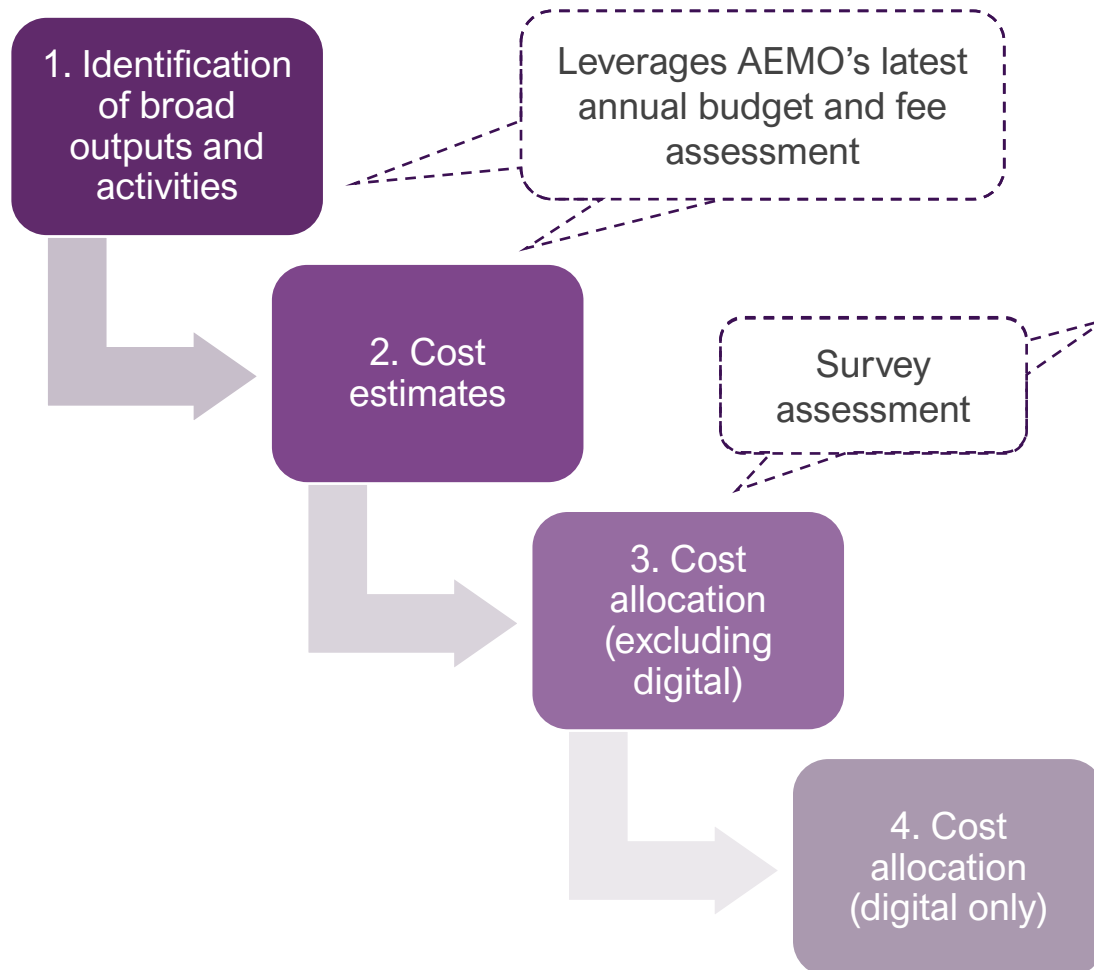 1. Identification
of broad
outputs and
activities
Leverages AEMO’s latest
annual budget and fee
assessment
2. Cost
estimates
Survey
assessment
3. Cost
allocation
(excluding
digital)
4. Cost
allocation
(digital only)